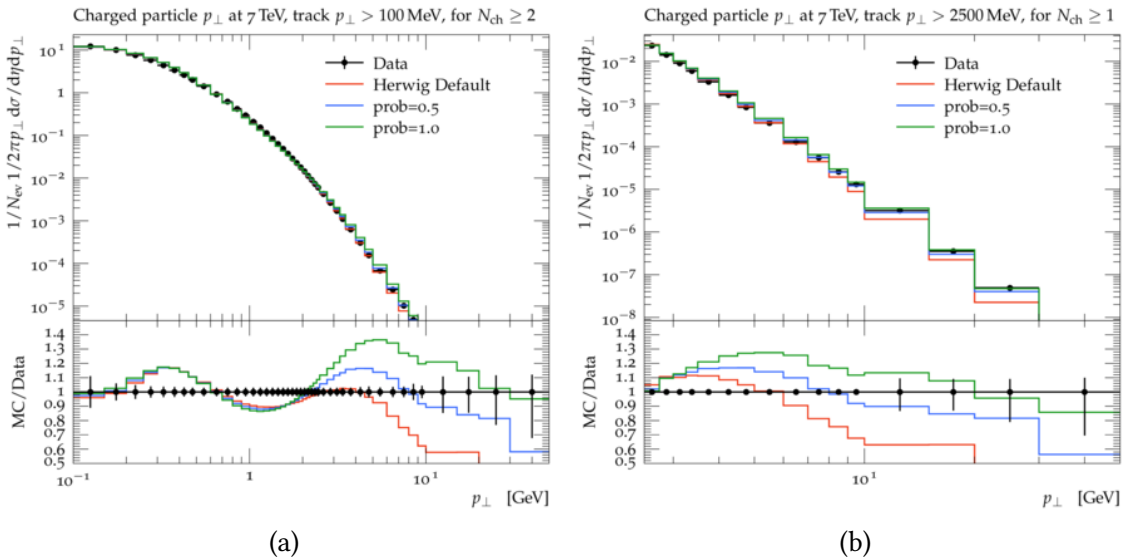 Charged particle p⊥ at 7 TeV, track p⊥ > 100 MeV, for Nch ≥ 2
1/Nev 1/2πp⊥ dσ/dηdp⊥
10^1
1
10^−1
10^−2
10^−3
10^−4
10^−5
Data
Herwig Default
prob=0.5
prob=1.0
MC/Data
1.4
1.3
1.2
1.1
1
0.9
0.8
0.7
0.6
0.5
10^−1
1
10^1
p⊥ [GeV]
(a)
Charged particle p⊥ at 7 TeV, track p⊥ > 2500 MeV, for Nch ≥ 1
1/Nev 1/2πp⊥ dσ/dηdp⊥
10^−2
10^−3
10^−4
10^−5
10^−6
10^−7
10^−8
Data
Herwig Default
prob=0.5
prob=1.0
MC/Data
1.4
1.3
1.2
1.1
1
0.9
0.8
0.7
0.6
0.5
10^1
p⊥ [GeV]
(b)